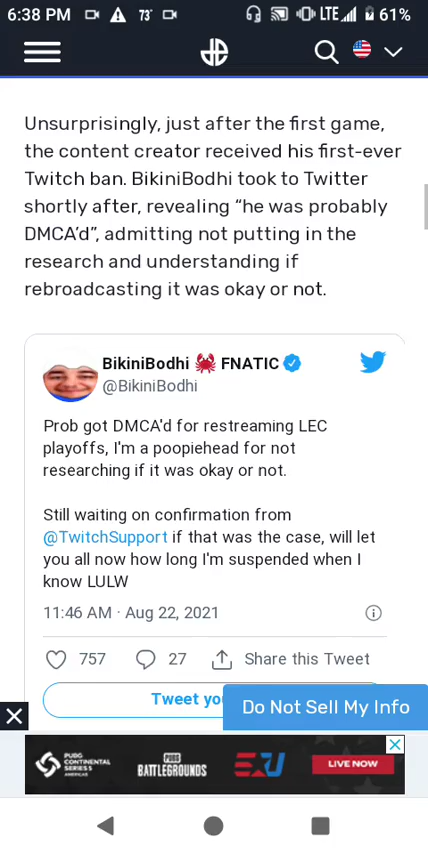 6:38 PM 73° LTE 61%
Unsurprisingly, just after the first game,
the content creator received his first-ever
Twitch ban. BikiniBodhi took to Twitter
shortly after, revealing “he was probably
DMCA’d”, admitting not putting in the
research and understanding if
rebroadcasting it was okay or not.
BikiniBodhi 🦀 FNATIC
@BikiniBodhi
Prob got DMCA'd for restreaming LEC
playoffs, I'm a poopiehead for not
researching if it was okay or not.
Still waiting on confirmation from
@TwitchSupport if that was the case, will let
you all now how long I'm suspended when I
know LULW
11:46 AM · Aug 22, 2021
757 27 Share this Tweet
Tweet yo
Do Not Sell My Info
PUBG
CONTINENTAL
SERIES 5
AMERICAS
PUBG
BATTLEGROUNDS
LIVE NOW